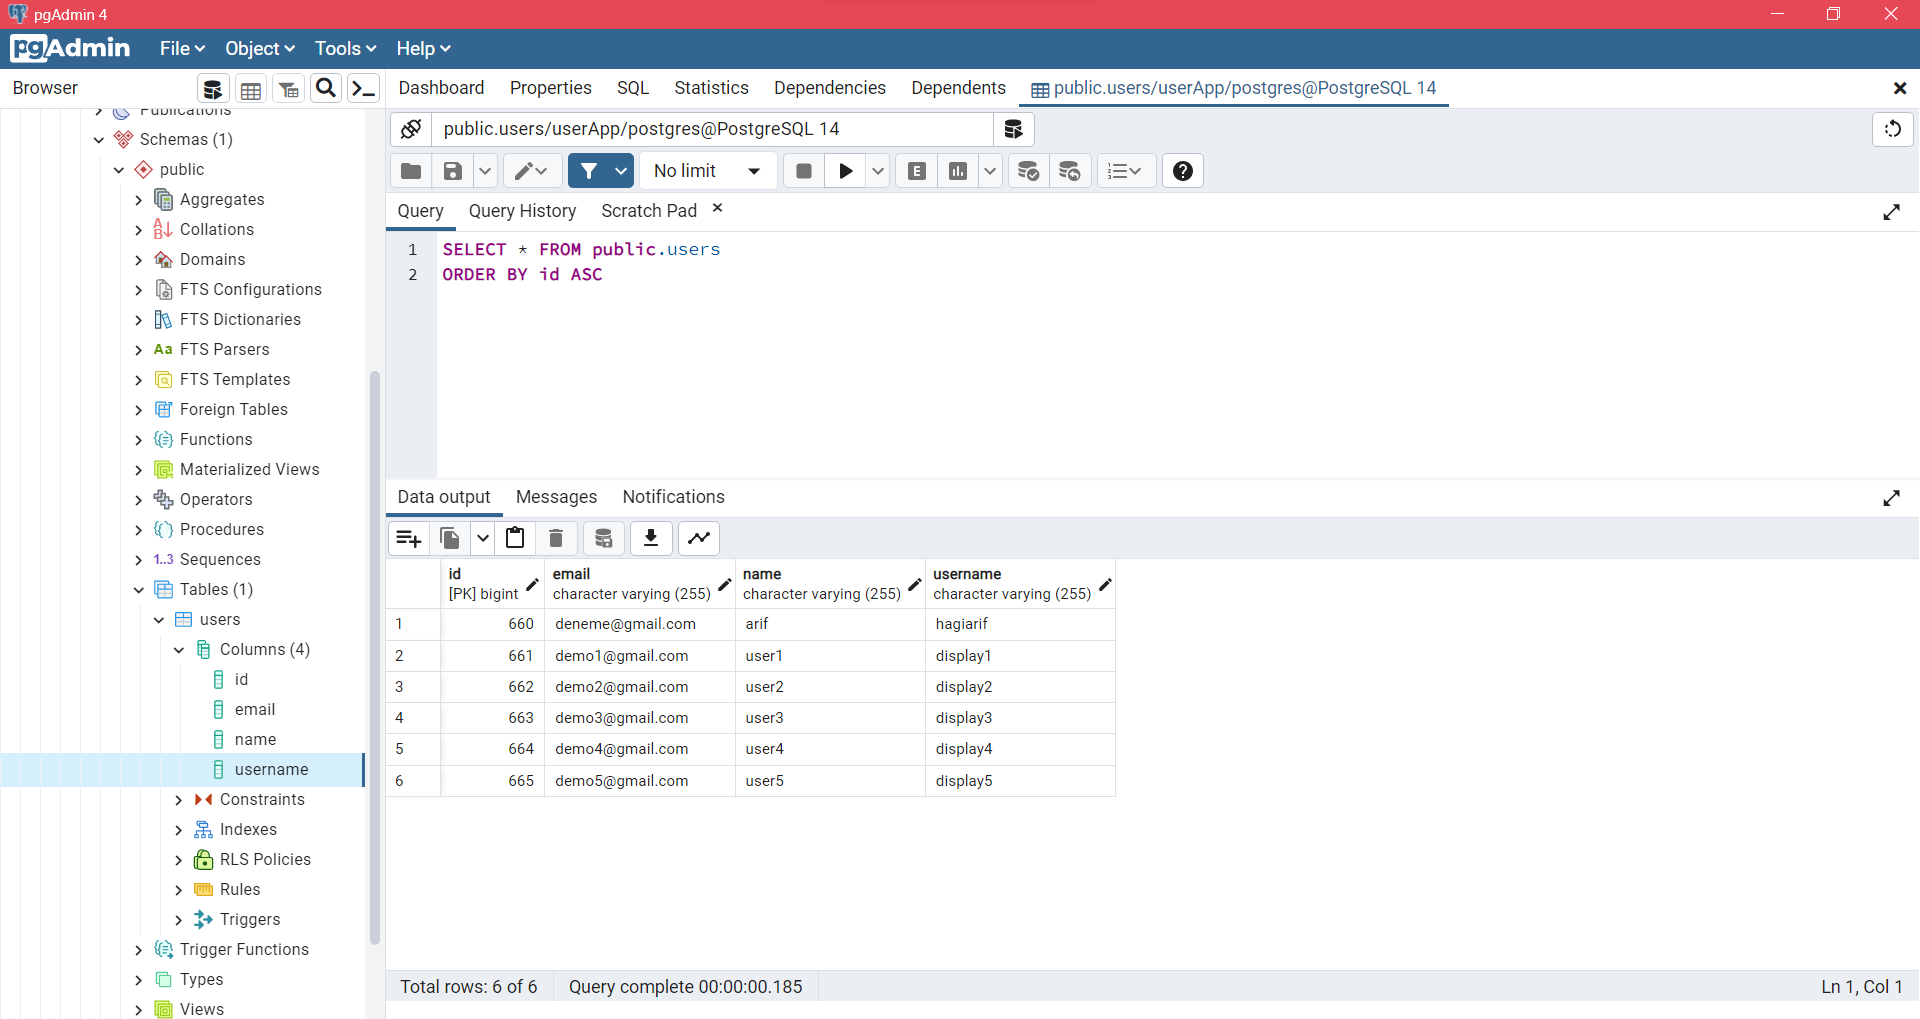 pgAdmin 4
pgAdmin File Object Tools Help
Browser
Dashboard Properties SQL Statistics Dependencies Dependents public.users/userApp/postgres@PostgreSQL 14
Publications
Schemas (1)
public
Aggregates
Collations
Domains
FTS Configurations
FTS Dictionaries
Aa FTS Parsers
FTS Templates
Foreign Tables
Functions
Materialized Views
Operators
Procedures
1..3 Sequences
Tables (1)
users
Columns (4)
id
email
name
username
Constraints
Indexes
RLS Policies
Rules
Triggers
Trigger Functions
Types
Views
public.users/userApp/postgres@PostgreSQL 14
No limit E
Query Query History Scratch Pad
1 SELECT * FROM public.users
2 ORDER BY id ASC
Data output Messages Notifications
id email name username
[PK] bigint character varying (255) character varying (255) character varying (255)
1 660 deneme@gmail.com arif hagiarif
2 661 demo1@gmail.com user1 display1
3 662 demo2@gmail.com user2 display2
4 663 demo3@gmail.com user3 display3
5 664 demo4@gmail.com user4 display4
6 665 demo5@gmail.com user5 display5
Total rows: 6 of 6 Query complete 00:00:00.185 Ln 1, Col 1